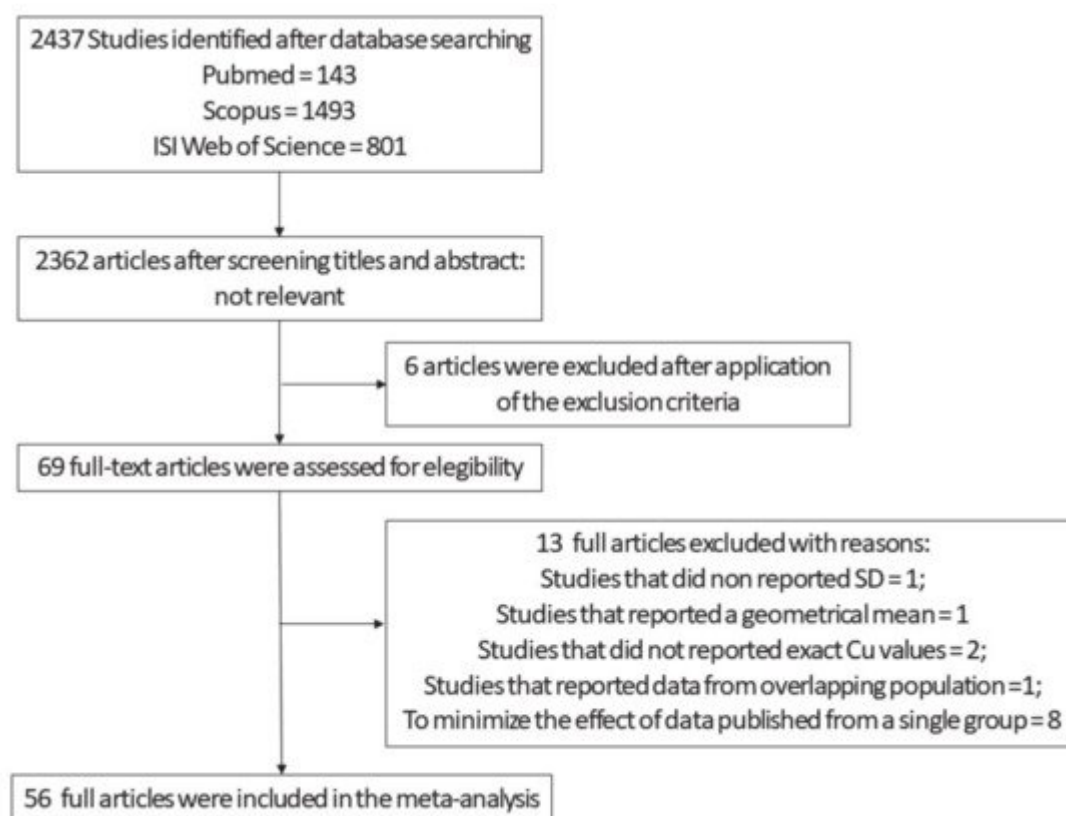 2437 Studies identified after database searching
Pubmed = 143
Scopus = 1493
ISI Web of Science = 801
2362 articles after screening titles and abstract:
not relevant
6 articles were excluded after application
of the exclusion criteria
69 full-text articles were assessed for elegibility
13 full articles excluded with reasons:
Studies that did non reported SD = 1;
Studies that reported a geometrical mean = 1
Studies that did not reported exact Cu values = 2;
Studies that reported data from overlapping population =1;
To minimize the effect of data published from a single group = 8
56 full articles were included in the meta-analysis